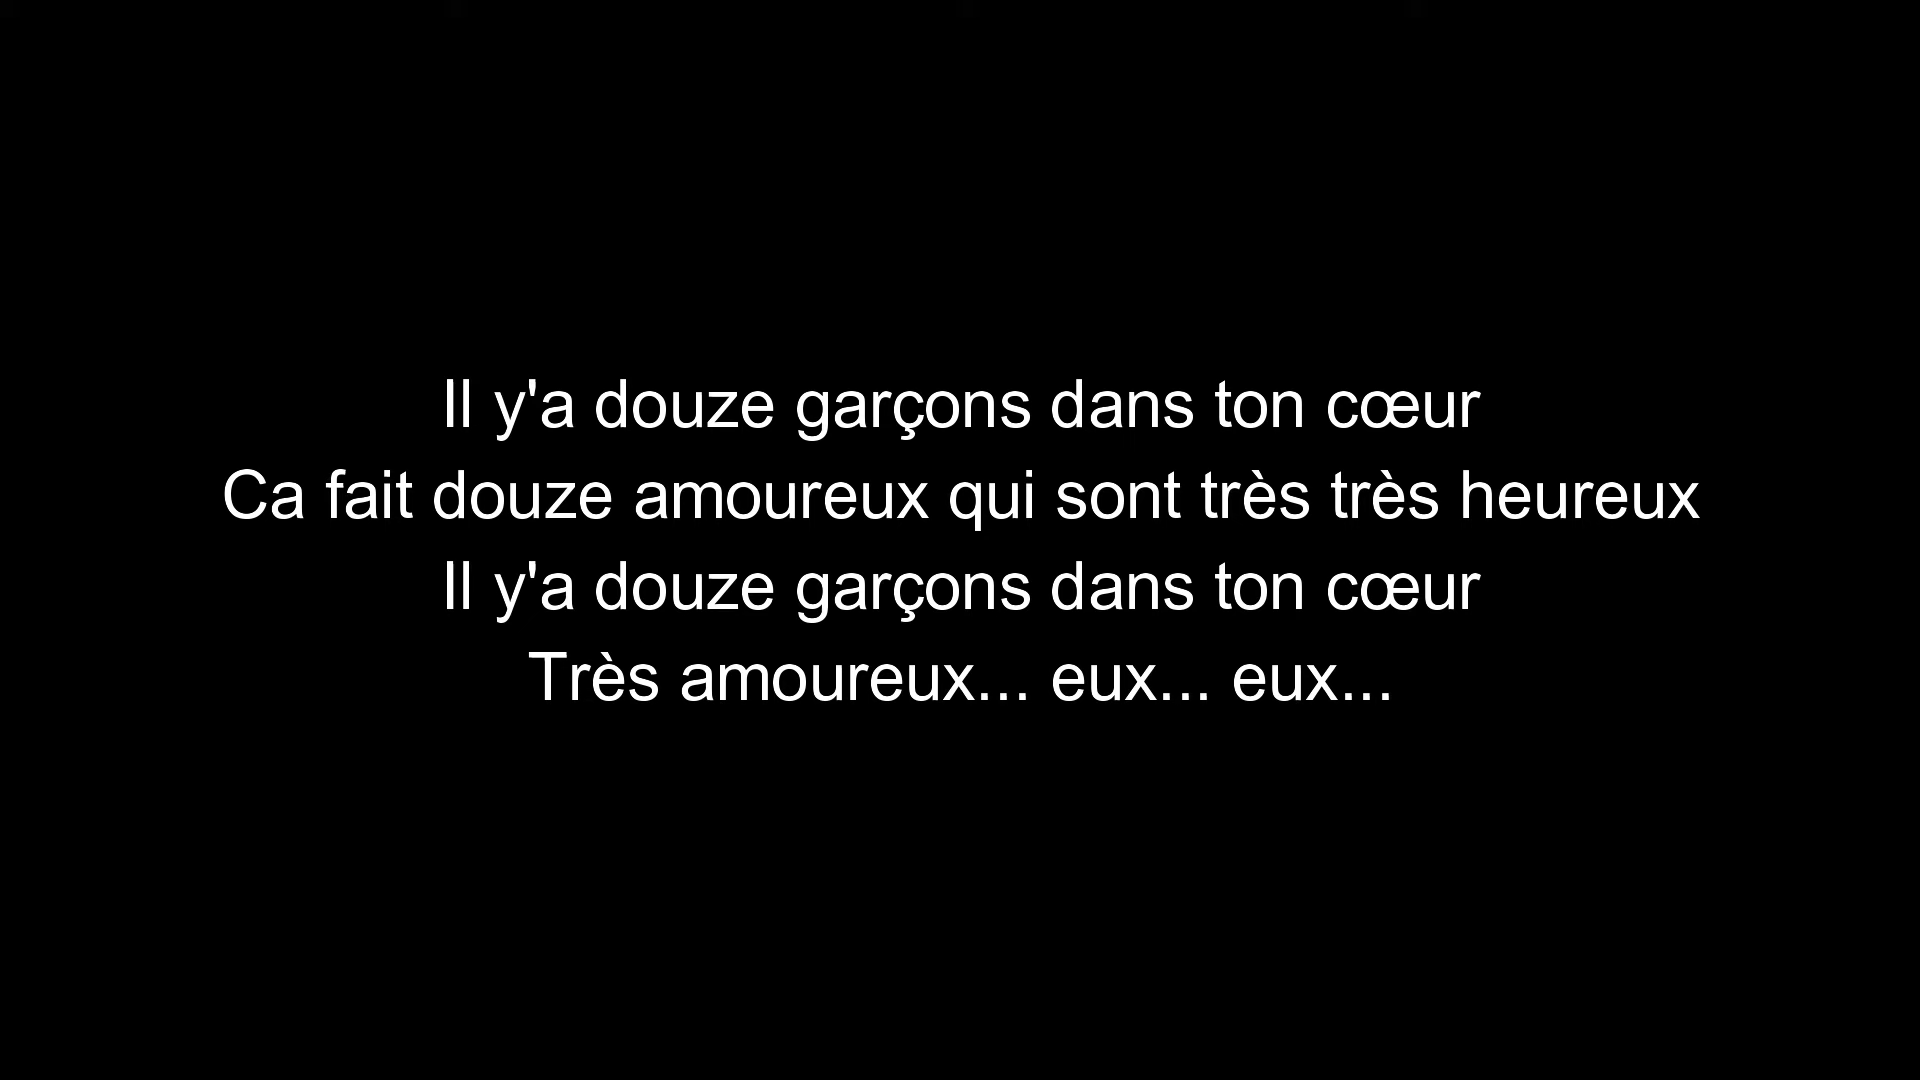 Il y'a douze garçons dans ton cœur
Ca fait douze amoureux qui sont très très heureux
Il y'a douze garçons dans ton cœur
Très amoureux... eux... eux...